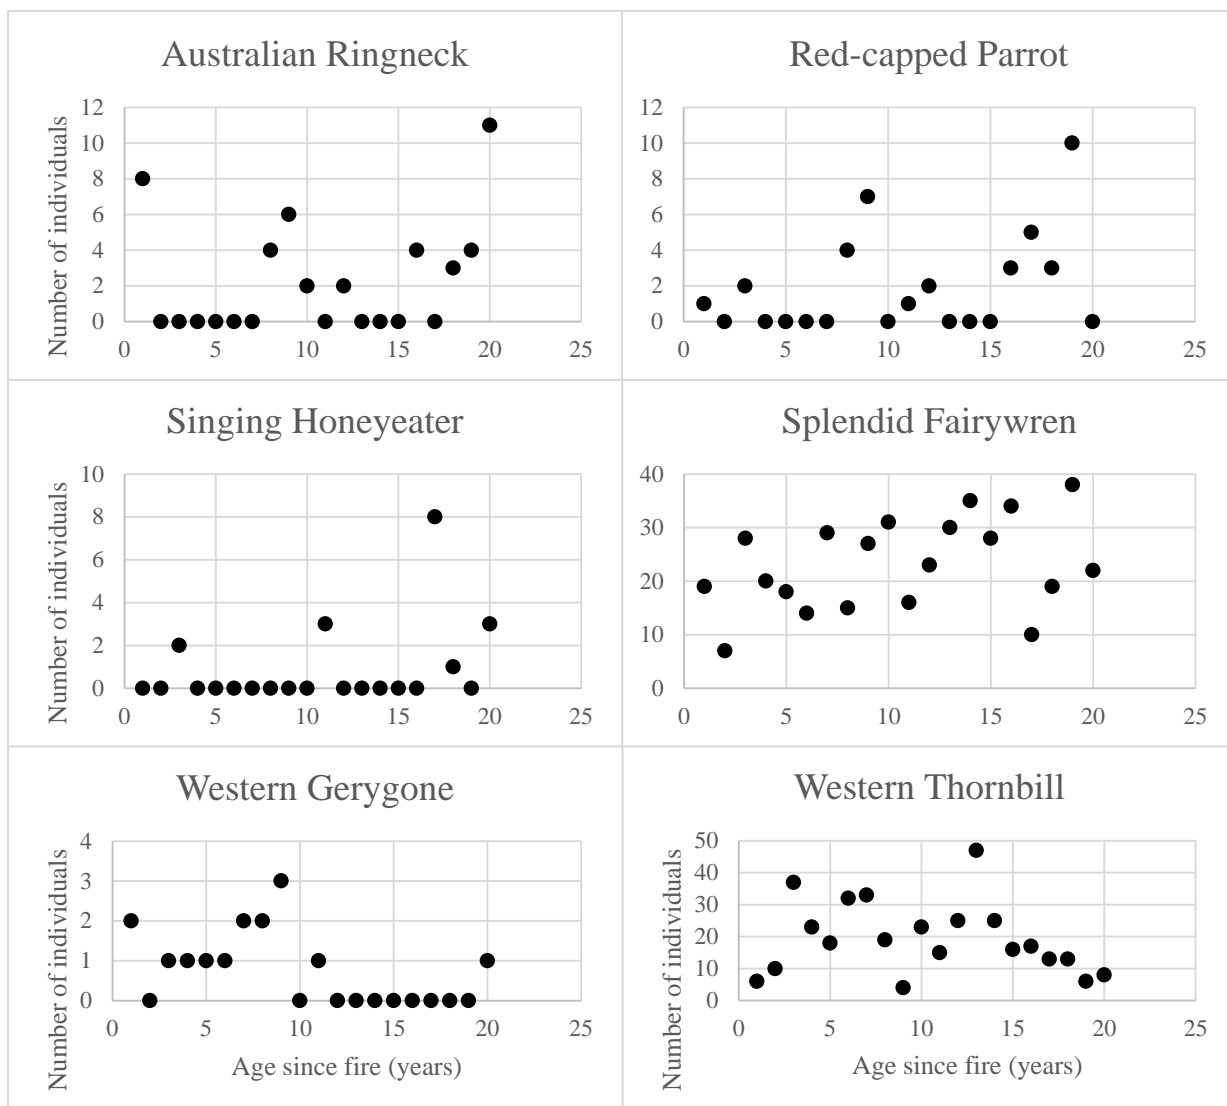 Australian Ringneck
Number of individuals
12
10
8
6
4
2
0
0 5 10 15 20 25
Red-capped Parrot
12
10
8
6
4
2
0
0 5 10 15 20 25
Singing Honeyeater
Number of individuals
10
8
6
4
2
0
0 5 10 15 20 25
Splendid Fairywren
40
30
20
10
0
0 5 10 15 20 25
Western Gerygone
Number of individuals
4
3
2
1
0
0 5 10 15 20 25
Age since fire (years)
Western Thornbill
Number of individuals
50
40
30
20
10
0
0 5 10 15 20 25
Age since fire (years)